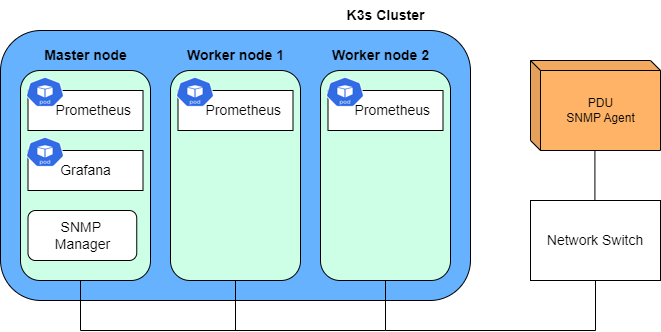 K3s Cluster
Master node
Worker node 1
Worker node 2
pod
Prometheus
pod
Prometheus
pod
Prometheus
pod
Grafana
SNMP
Manager
PDU
SNMP Agent
Network Switch